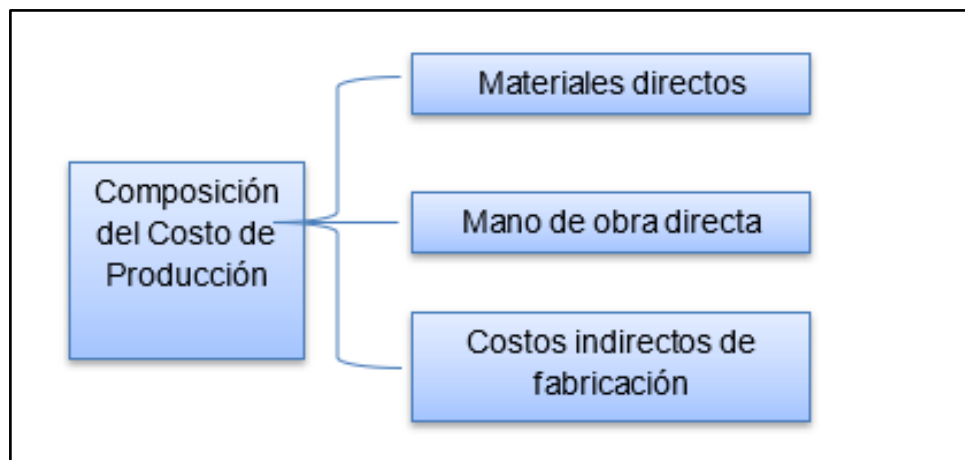 Materiales directos
Composición
del Costo de
Producción
Mano de obra directa
Costos indirectos de
fabricación